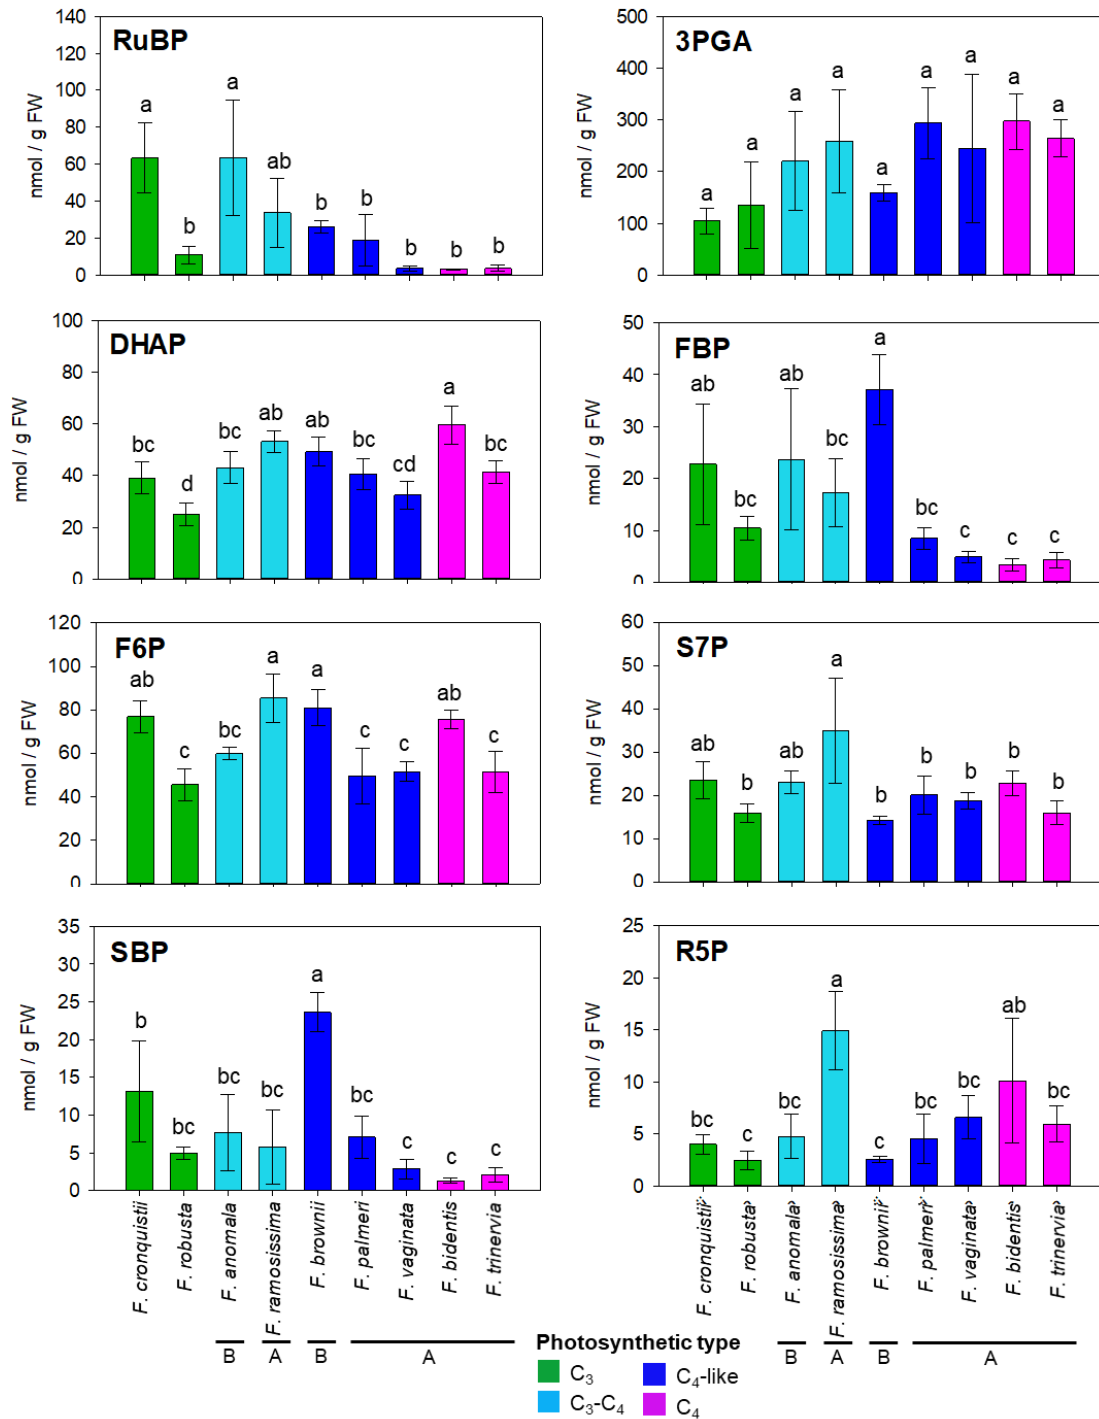 RuBP
nmol / g FW
140
120
100
80
60
40
20
0
a a ab b b b b b
b
3PGA
nmol / g FW
500
400
300
200
100
0
a a a a a a a a a
DHAP
nmol / g FW
100
80
60
40
20
0
bc d bc ab ab bc cd a bc
FBP
nmol / g FW
50
40
30
20
10
0
ab bc ab bc a bc c c c
F6P
nmol / g FW
120
100
80
60
40
20
0
ab c bc a a c c ab c
S7P
nmol / g FW
60
50
40
30
20
10
0
ab b ab a b b b b b
SBP
nmol / g FW
35
30
25
20
15
10
5
0
b bc bc bc a bc c c c
R5P
nmol / g FW
25
20
15
10
5
0
bc c bc a c bc bc ab bc
F. cronquistii
F. robusta
F. anomala
F. ramosissima
F. brownii
F. palmeri
F. vaginata
F. bidentis
F. trinervia
B A B A
F. cronquistii
F. robusta
F. anomala
F. ramosissima
F. brownii
F. palmeri
F. vaginata
F. bidentis
F. trinervia
B A B A
Photosynthetic type
C3 C4-like
C3-C4 C4